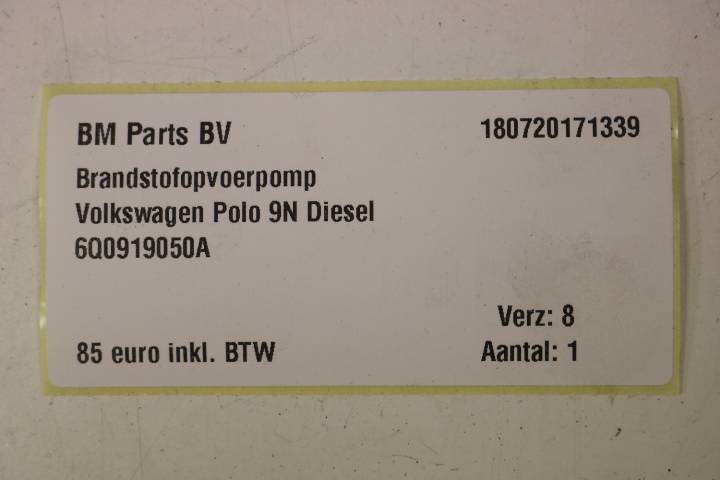 BM Parts BV 180720171339
Brandstofopvoerpomp
Volkswagen Polo 9N Diesel
6Q0919050A
Verz: 8
85 euro inkl. BTW Aantal: 1